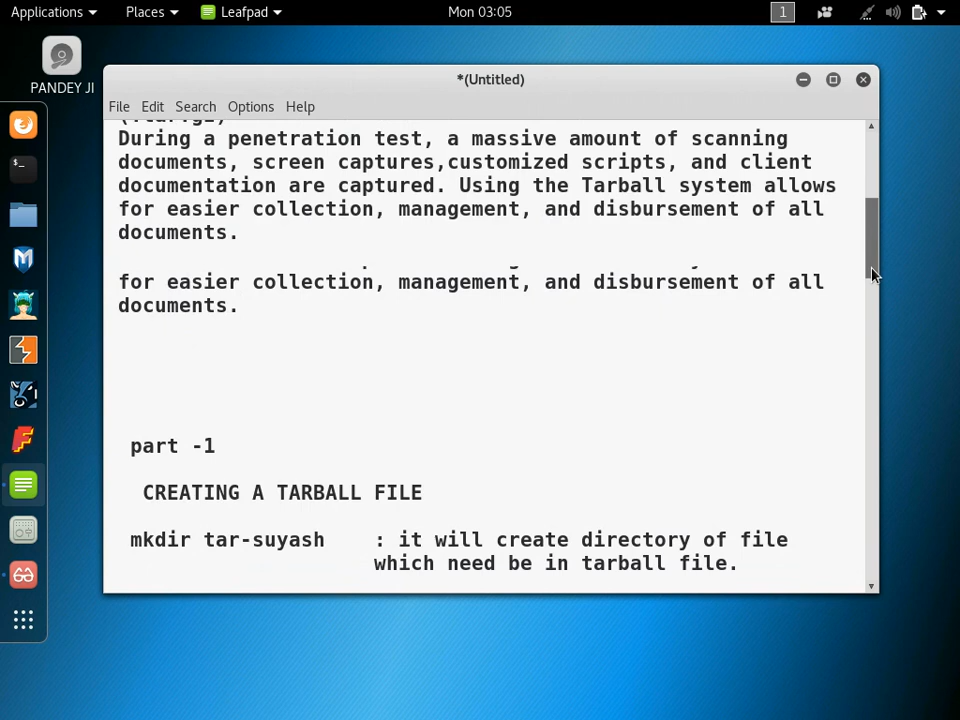 Applications Places Leafpad Mon 03:05 1
PANDEY JI
*(Untitled)
File Edit Search Options Help
During a penetration test, a massive amount of scanning
documents, screen captures,customized scripts, and client
documentation are captured. Using the Tarball system allows
for easier collection, management, and disbursement of all
documents.
for easier collection, management, and disbursement of all
documents.
part -1
CREATING A TARBALL FILE
mkdir tar-suyash : it will create directory of file
which need be in tarball file.